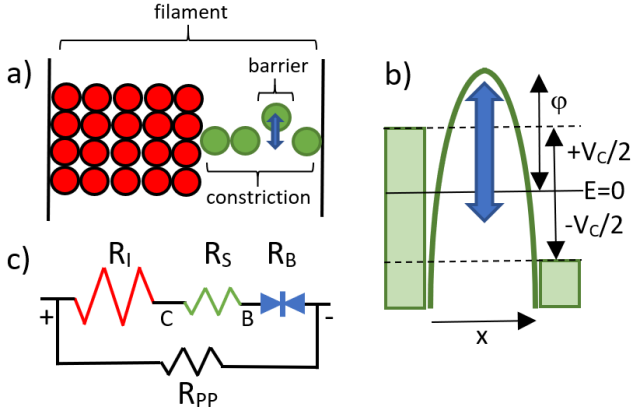 filament
a)
barrier
constriction
b)
φ
+V_C/2
E=0
-V_C/2
x
c)
R_I R_S R_B
+ C B -
R_PP